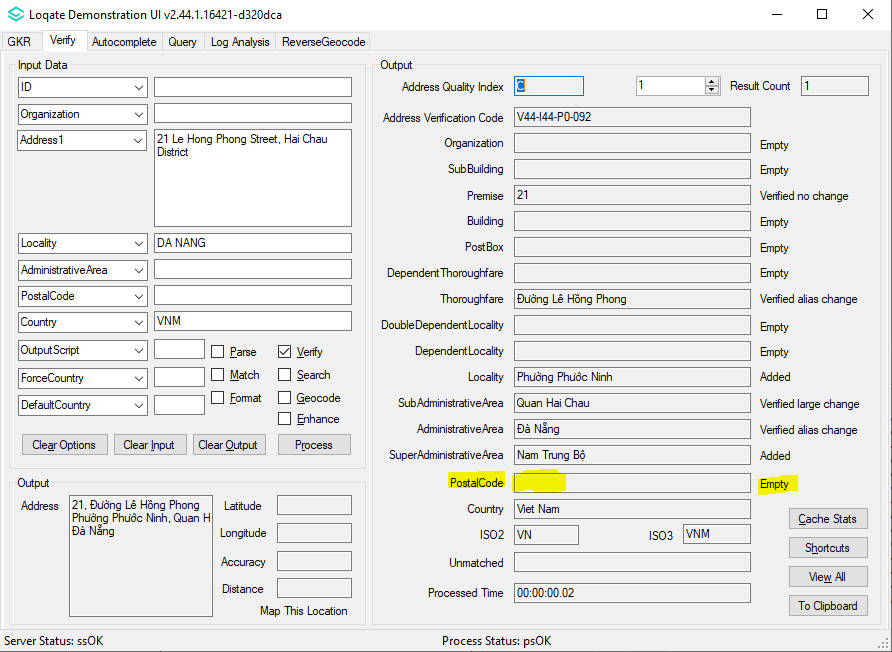 Loqate Demonstration UI v2.44.1.16421-d320dca
GKR Verify Autocomplete Query Log Analysis ReverseGeocode
Input Data
ID
Organization
Address1 21 Le Hong Phong Street, Hai Chau
District
Locality DA NANG
AdministrativeArea
PostalCode
Country VNM
OutputScript Parse Verify
ForceCountry Match Search
DefaultCountry Format Geocode
Enhance
Clear Options Clear Input Clear Output Process
Output
Address 21, Đường Lê Hồng Phong
Phường Phước Ninh, Quan H
Đà Nẵng
Latitude
Longitude
Accuracy
Distance
Map This Location
Output
Address Quality Index C 1 Result Count 1
Address Verification Code V44-I44-P0-092
Organization Empty
SubBuilding Empty
Premise 21 Verified no change
Building Empty
PostBox Empty
DependentThoroughfare Empty
Thoroughfare Đường Lê Hồng Phong Verified alias change
DoubleDependentLocality Empty
DependentLocality Empty
Locality Phường Phước Ninh Added
SubAdministrativeArea Quan Hai Chau Verified large change
AdministrativeArea Đà Nẵng Verified alias change
SuperAdministrativeArea Nam Trung Bộ Added
PostalCode Empty
Country Viet Nam
ISO2 VN ISO3 VNM
Unmatched
Processed Time 00:00:00.02
Cache Stats
Shortcuts
View All
To Clipboard
Server Status: ssOK Process Status: psOK